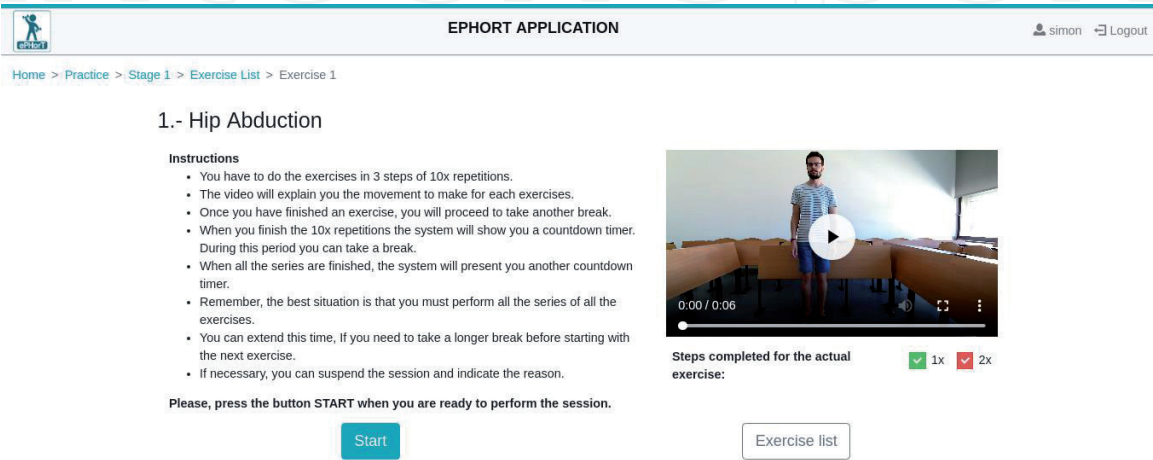 EPHORT APPLICATION
ePHorT
simon Logout
Home > Practice > Stage 1 > Exercise List > Exercise 1
1.- Hip Abduction
Instructions
• You have to do the exercises in 3 steps of 10x repetitions.
• The video will explain you the movement to make for each exercises.
• Once you have finished an exercise, you will proceed to take another break.
• When you finish the 10x repetitions the system will show you a countdown timer.
During this period you can take a break.
• When all the series are finished, the system will present you another countdown
timer.
• Remember, the best situation is that you must perform all the series of all the
exercises.
• You can extend this time, If you need to take a longer break before starting with
the next exercise.
• If necessary, you can suspend the session and indicate the reason.
Please, press the button START when you are ready to perform the session.
Start
0:00 / 0:06
Steps completed for the actual
exercise:
1x 2x
Exercise list